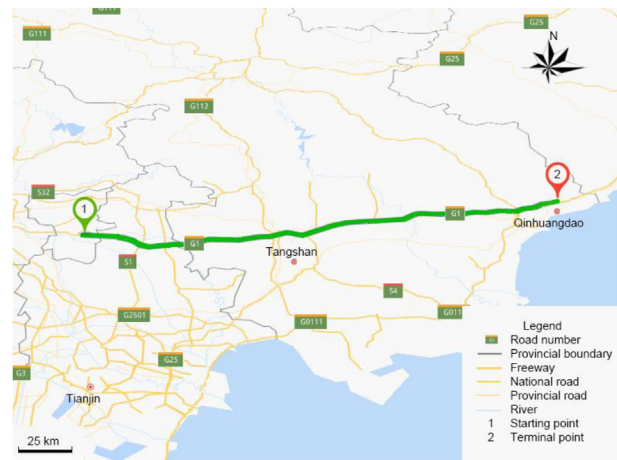 G111
G111
G25
N
G25
G112
S32
1
2
G1
Qinhuangdao
G1
Tangshan
S1
S4
G2501
G0111
G011
G25
G3
Tianjin
25 km
Legend
Road number
Provincial boundary
Freeway
National road
Provincial road
River
1 Starting point
2 Terminal point